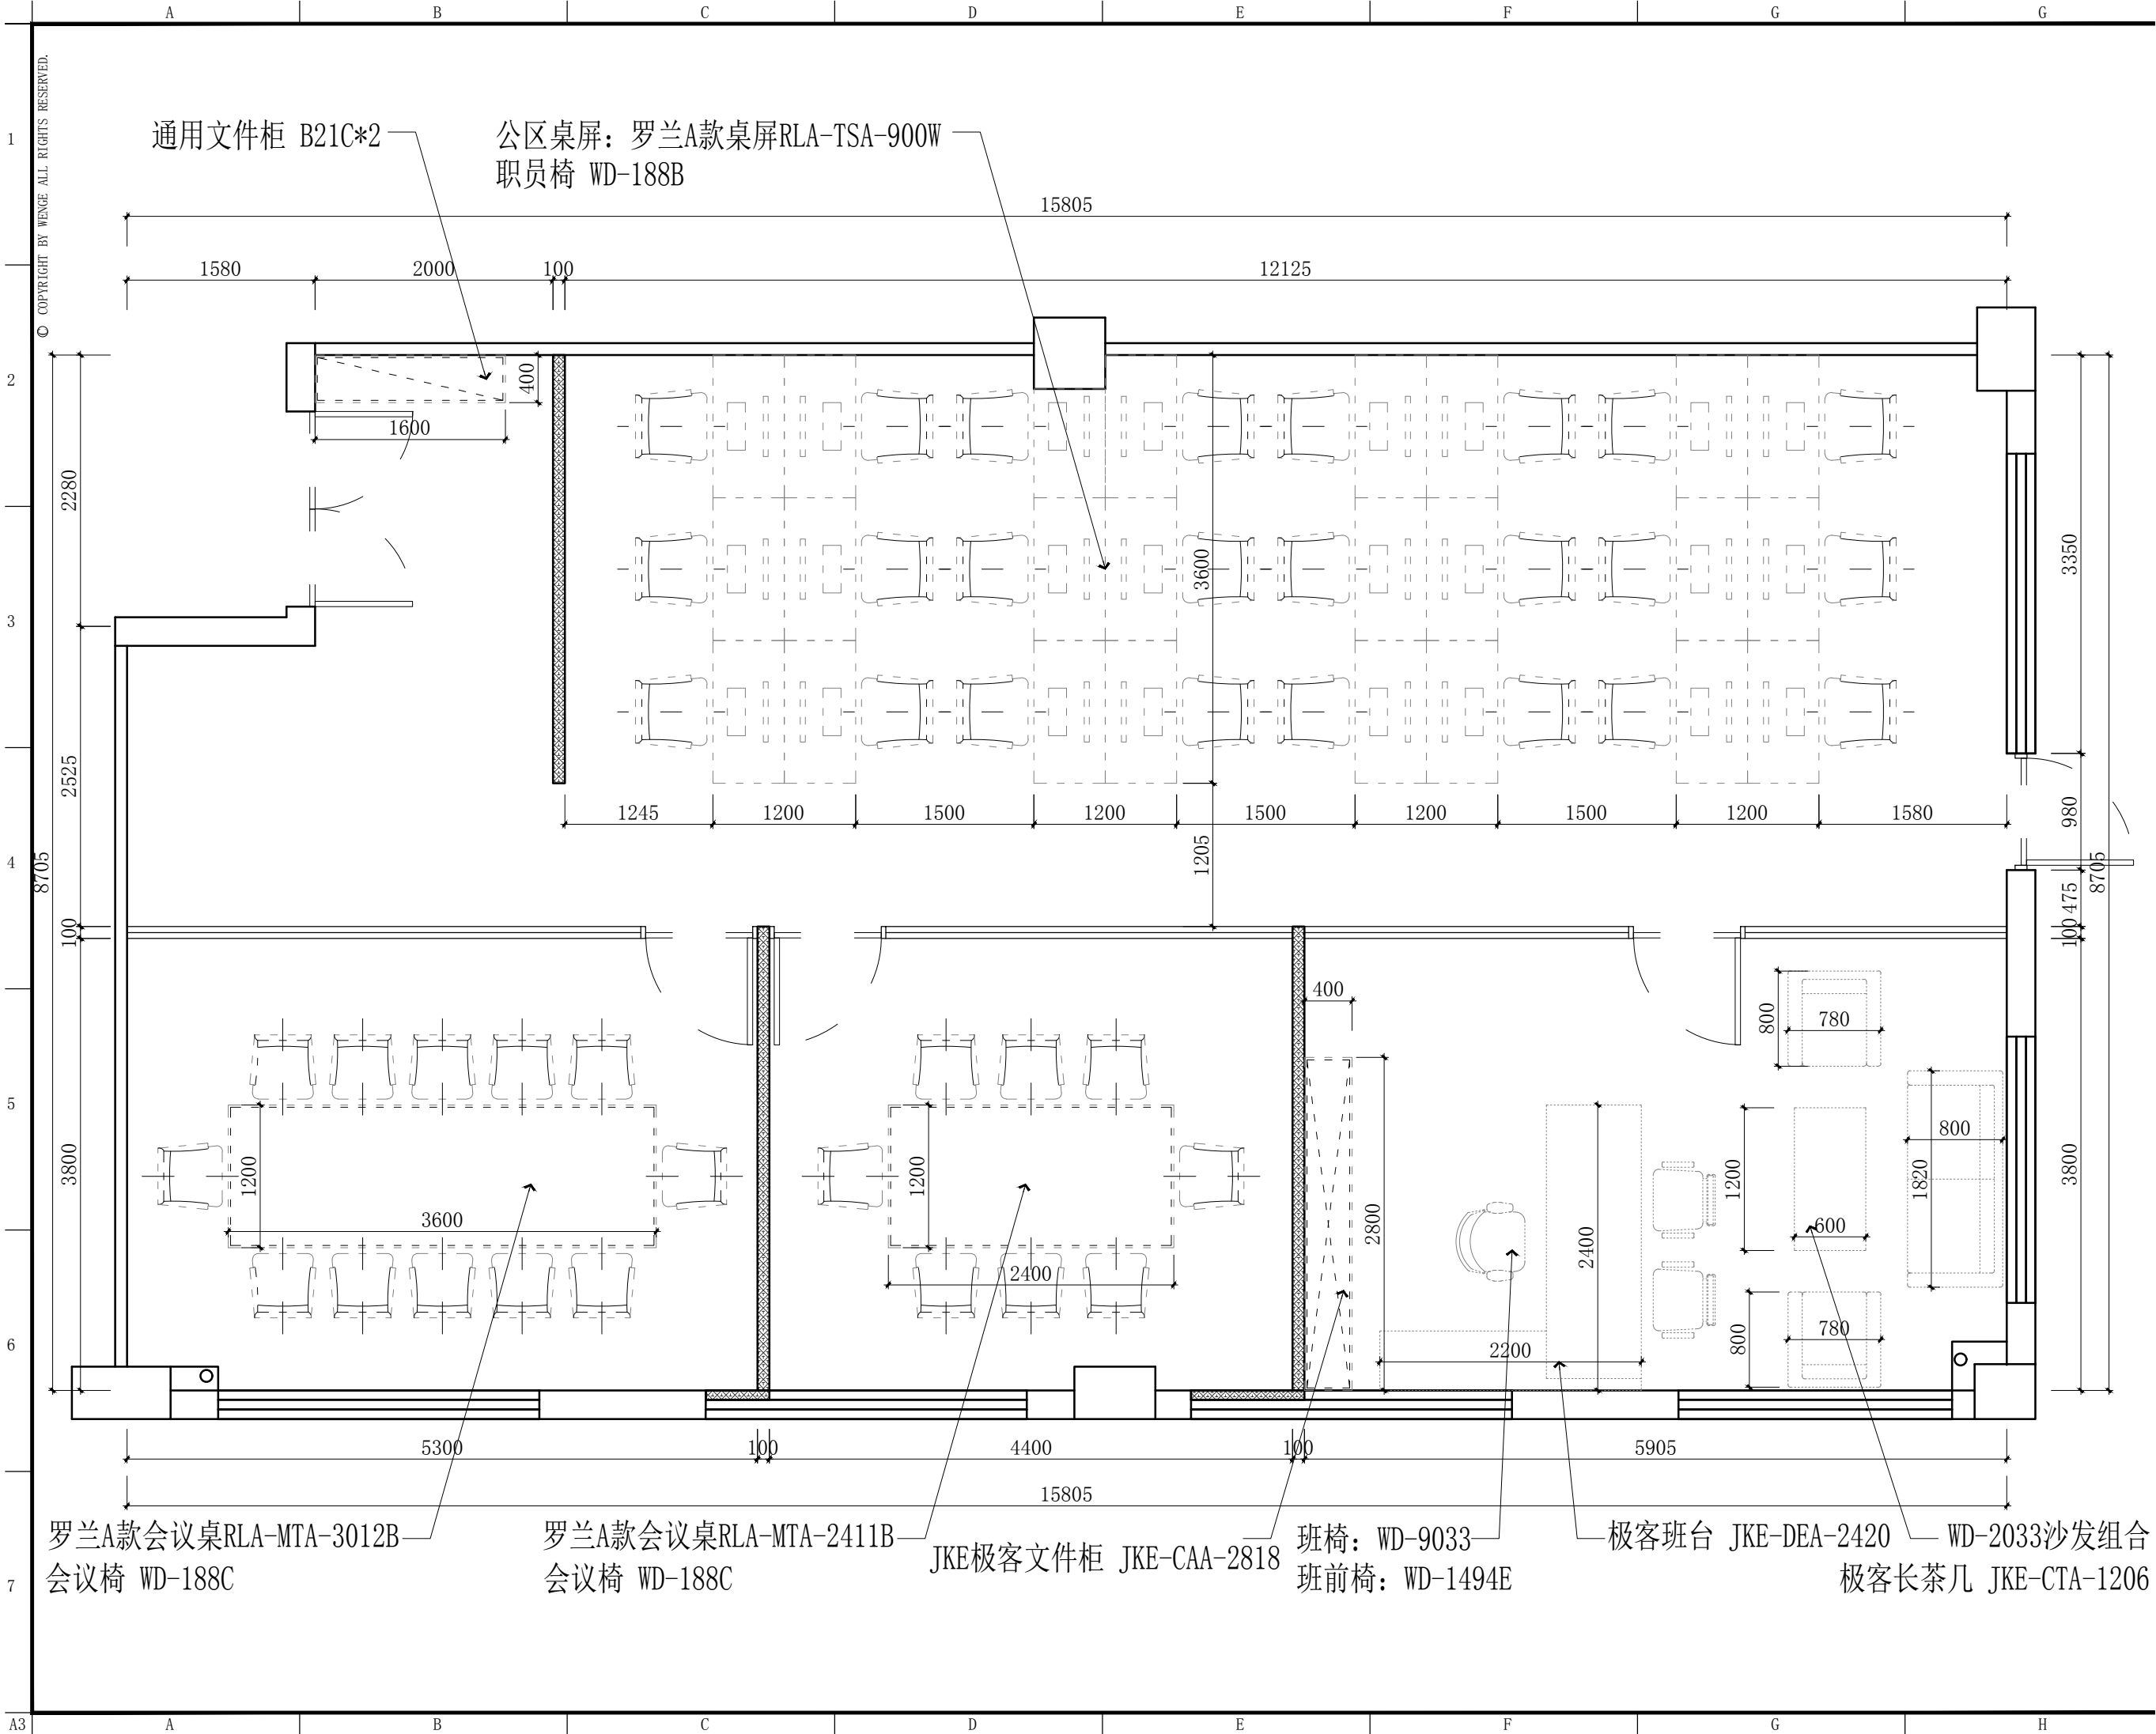 A B C D E F G G
© COPYRIGHT BY WENGE ALL RIGHTS RESERVED.
1
通用文件柜 B21C*2
公区桌屏：罗兰A款桌屏RLA-TSA-900W
职员椅 WD-188B
15805
1580 2000 100 12125
2
400
1600
2280
3350
3600
3
2525
1245 1200 1500 1200 1500 1200 1500 1200 1580
980
4
8705
1205
8705
475
100
100
400
800
780
5
1200
1200
3800
3600
2400
2800
2400
1200
600
800
1820
3800
6
2200
800
780
5300 100 4400 100 5905
15805
罗兰A款会议桌RLA-MTA-3012B
会议椅 WD-188C
罗兰A款会议桌RLA-MTA-2411B
会议椅 WD-188C
JKE极客文件柜 JKE-CAA-2818
班椅：WD-9033
班前椅：WD-1494E
极客班台 JKE-DEA-2420
WD-2033沙发组合
极客长茶几 JKE-CTA-1206
7
A3 A B C D E F G H